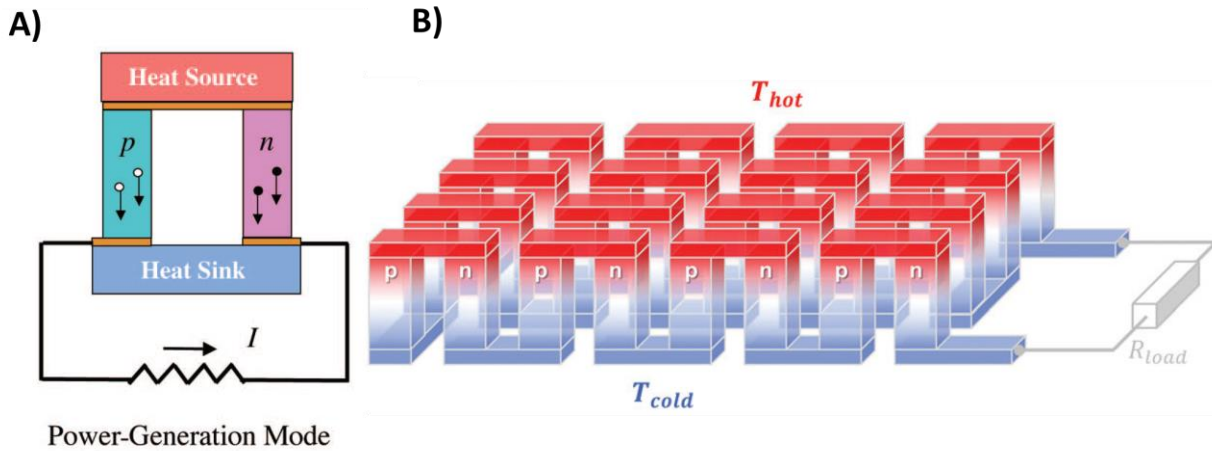 A)
Heat Source
p
n
Heat Sink
I
Power-Generation Mode
B)
T_hot
p n p n p n p n
R_load
T_cold